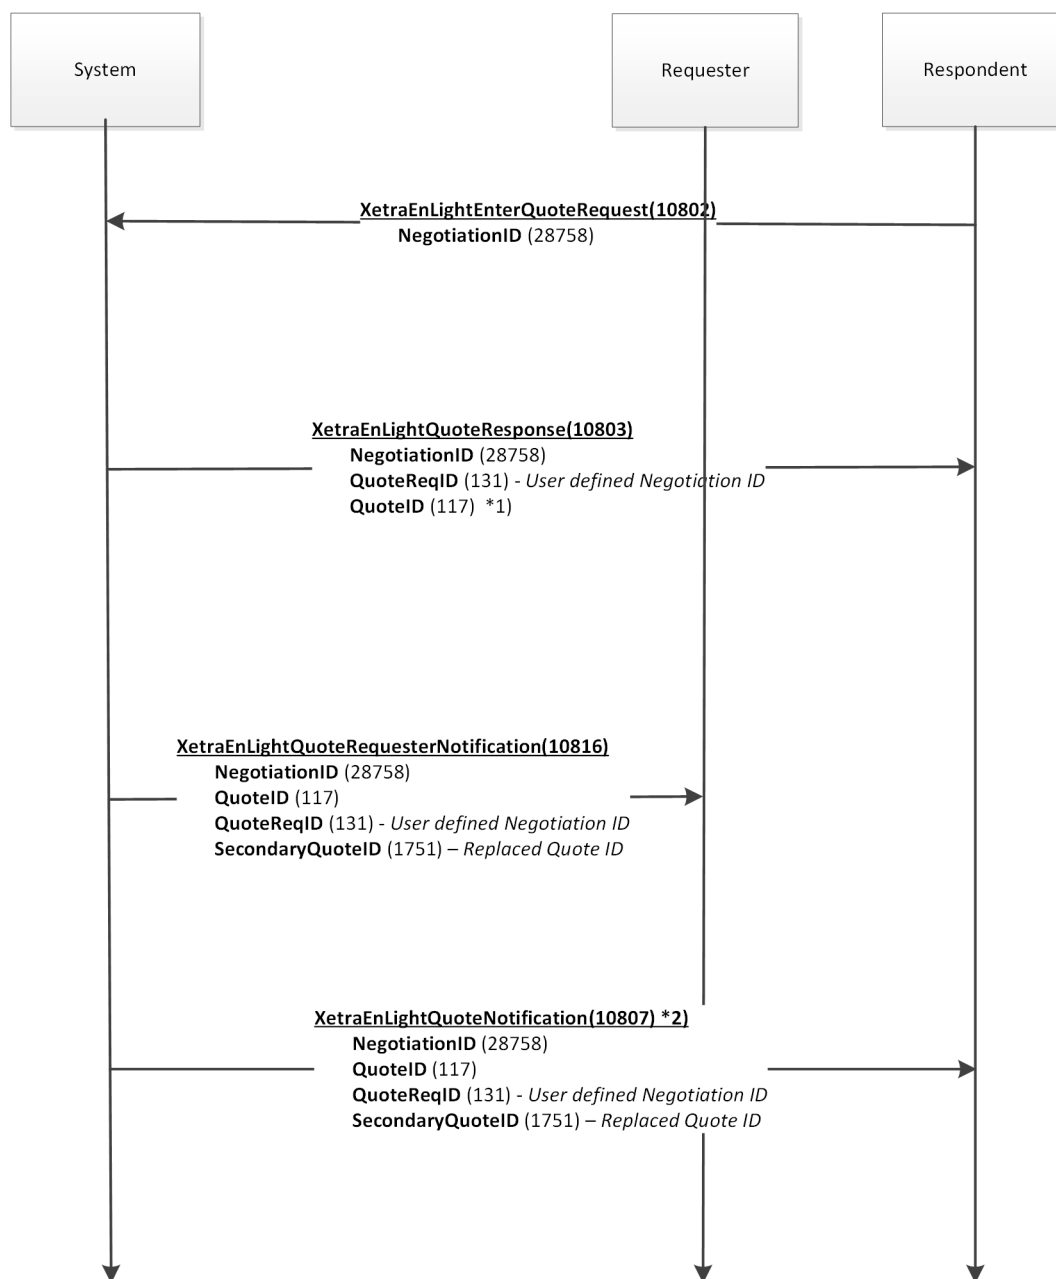 System
Requester
Respondent
XetraEnLightEnterQuoteRequest(10802)
NegotiationID (28758)
XetraEnLightQuoteResponse(10803)
NegotiationID (28758)
QuoteReqID (131) - User defined Negotiation ID
QuoteID (117)  *1)
XetraEnLightQuoteRequesterNotification(10816)
NegotiationID (28758)
QuoteID (117)
QuoteReqID (131) - User defined Negotiation ID
SecondaryQuoteID (1751) – Replaced Quote ID
XetraEnLightQuoteNotification(10807) *2)
NegotiationID (28758)
QuoteID (117)
QuoteReqID (131) - User defined Negotiation ID
SecondaryQuoteID (1751) – Replaced Quote ID